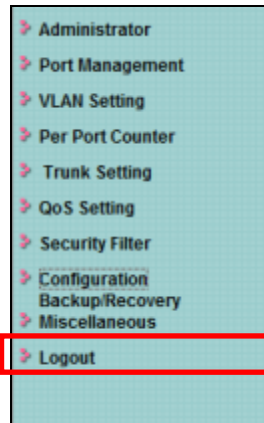 Administrator
Port Management
VLAN Setting
Per Port Counter
Trunk Setting
QoS Setting
Security Filter
Configuration
Backup/Recovery
Miscellaneous
Logout